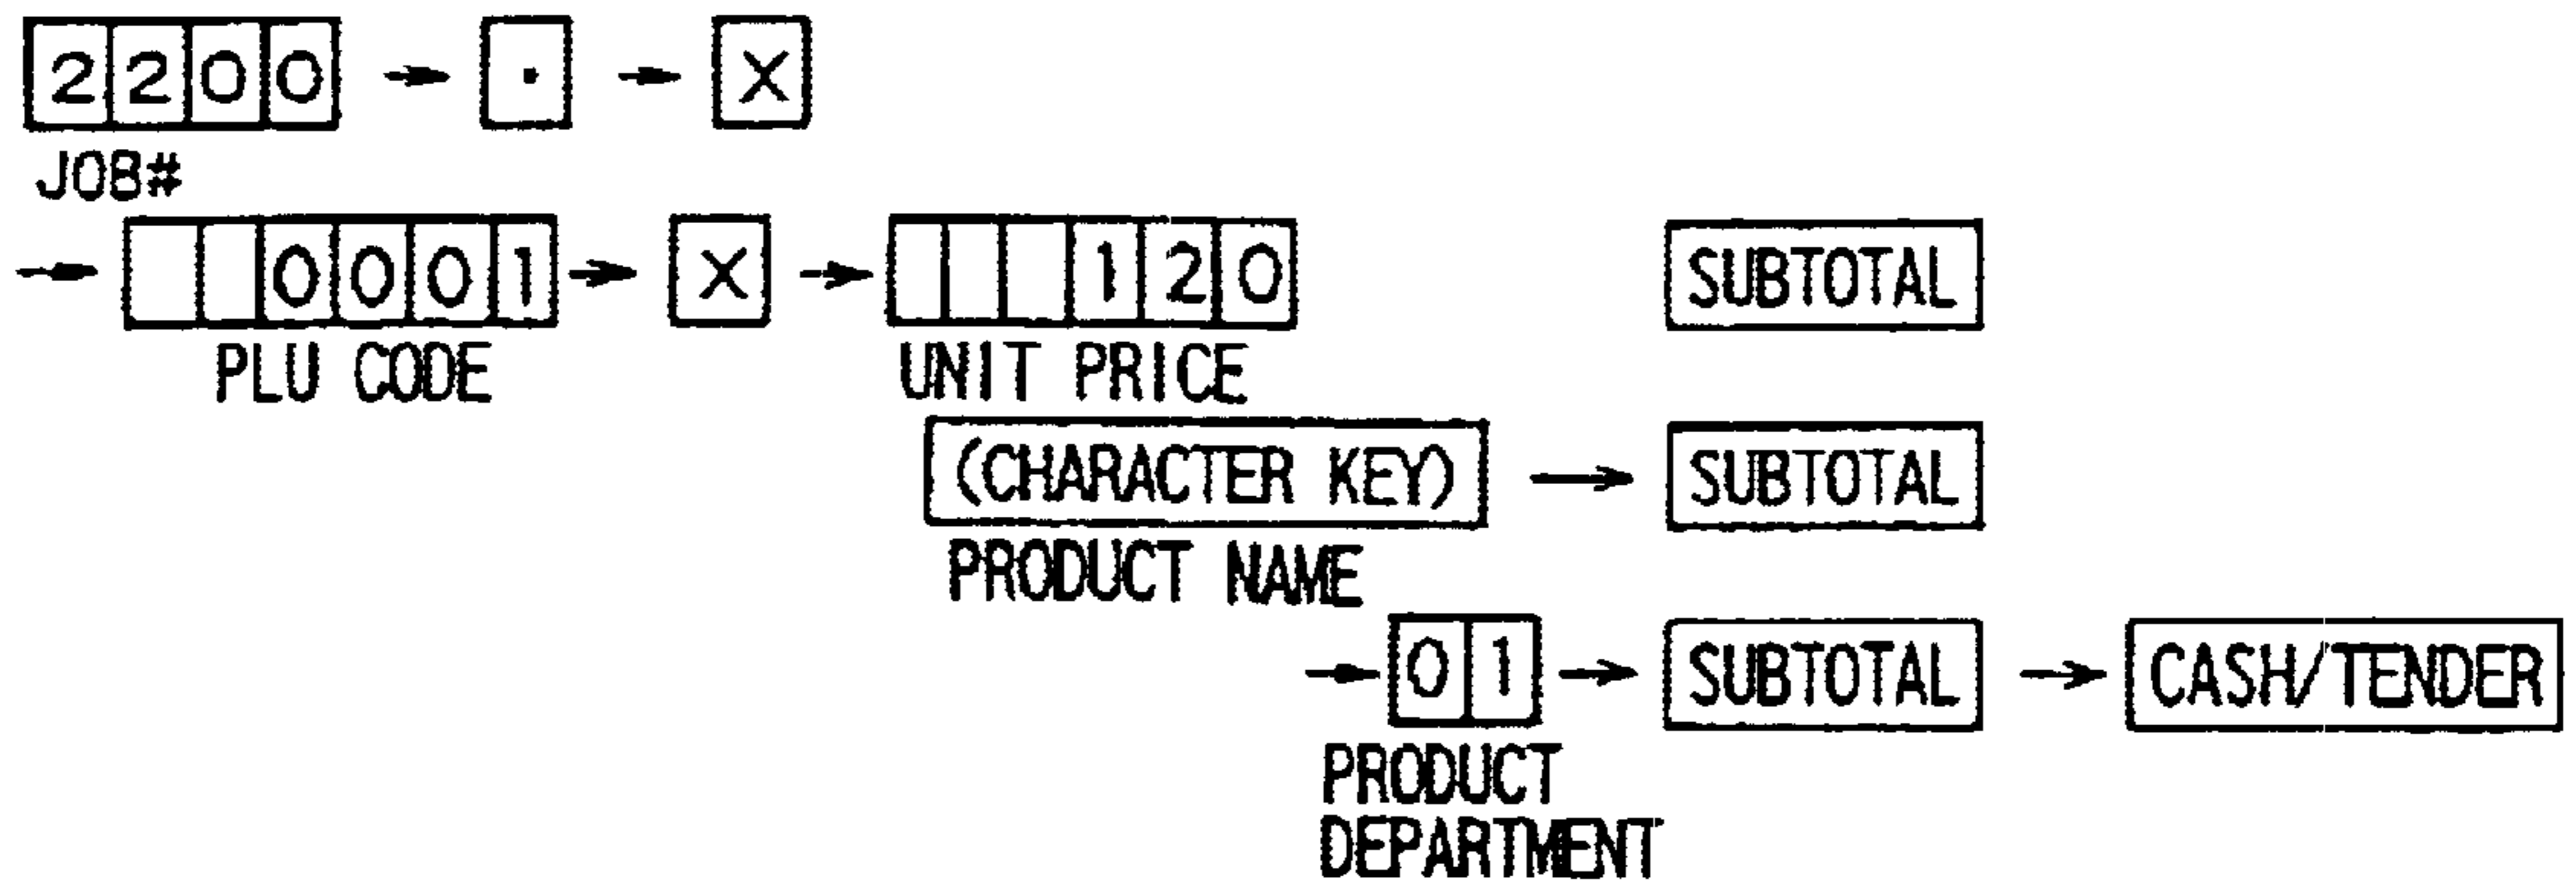 2200 → · → X
JOB#
→ 0001 → X → 120 SUBTOTAL
PLU CODE UNIT PRICE
(CHARACTER KEY) → SUBTOTAL
PRODUCT NAME
→ 01 → SUBTOTAL → CASH/TENDER
PRODUCT
DEPARTMENT